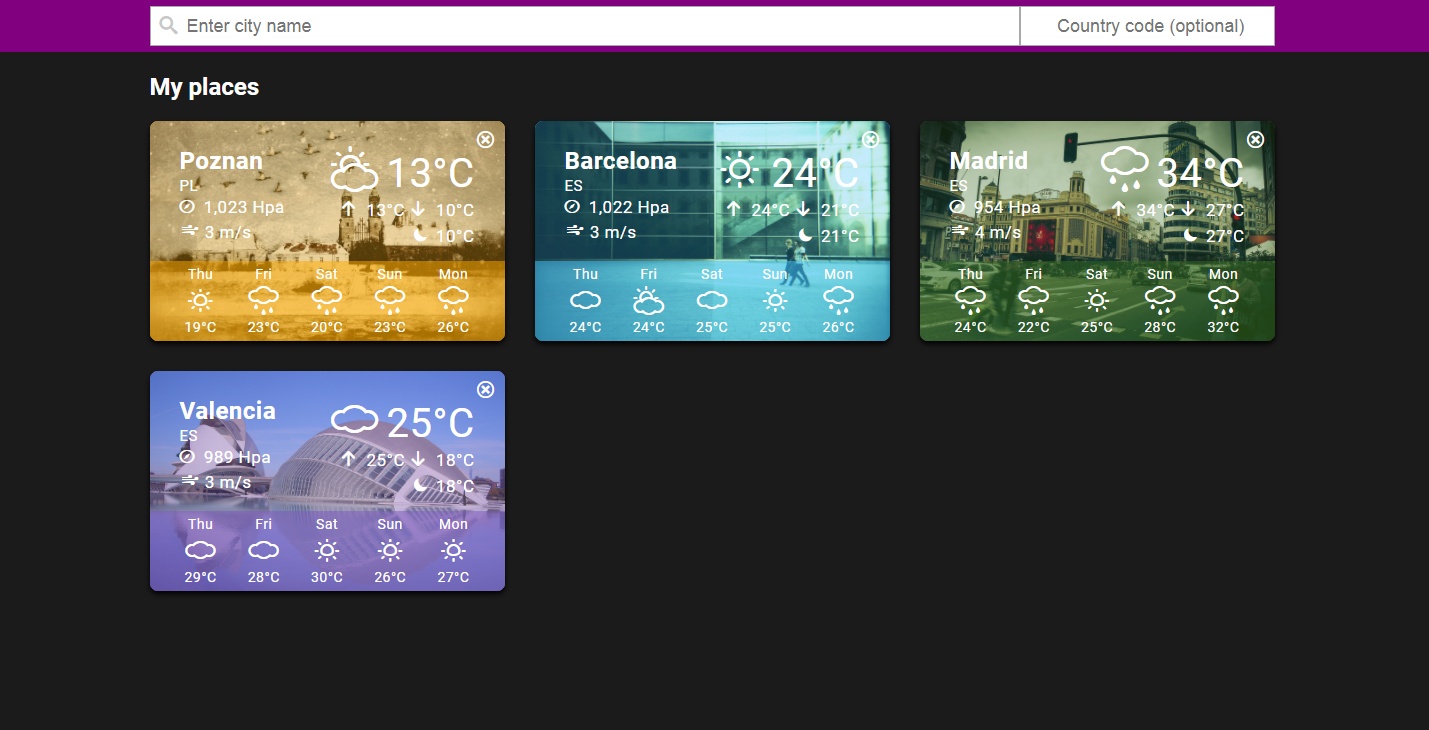 Enter city name
Country code (optional)
My places
Poznan
13°C
PL
1,023 Hpa
13°C 10°C
3 m/s
10°C
Thu Fri Sat Sun Mon
19°C 23°C 20°C 23°C 26°C
Barcelona
24°C
ES
1,022 Hpa
24°C 21°C
3 m/s
21°C
Thu Fri Sat Sun Mon
24°C 24°C 25°C 25°C 26°C
Madrid
34°C
ES
954 Hpa
34°C 27°C
4 m/s
27°C
Thu Fri Sat Sun Mon
24°C 22°C 25°C 28°C 32°C
Valencia
25°C
ES
989 Hpa
25°C 18°C
3 m/s
18°C
Thu Fri Sat Sun Mon
29°C 28°C 30°C 26°C 27°C